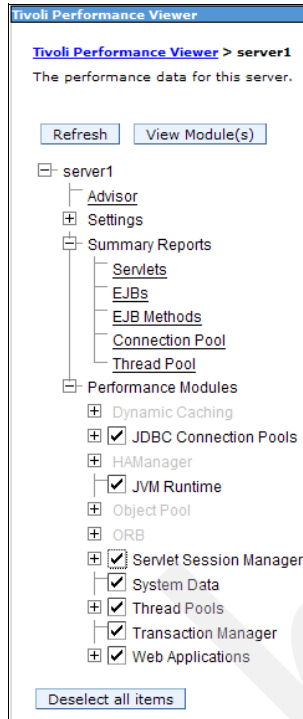 Tivoli Performance Viewer
Tivoli Performance Viewer > server1
The performance data for this server.
Refresh View Module(s)
server1
Advisor
Settings
Summary Reports
Servlets
EJBs
EJB Methods
Connection Pool
Thread Pool
Performance Modules
Dynamic Caching
JDBC Connection Pools
HAManager
JVM Runtime
Object Pool
ORB
Servlet Session Manager
System Data
Thread Pools
Transaction Manager
Web Applications
Deselect all items